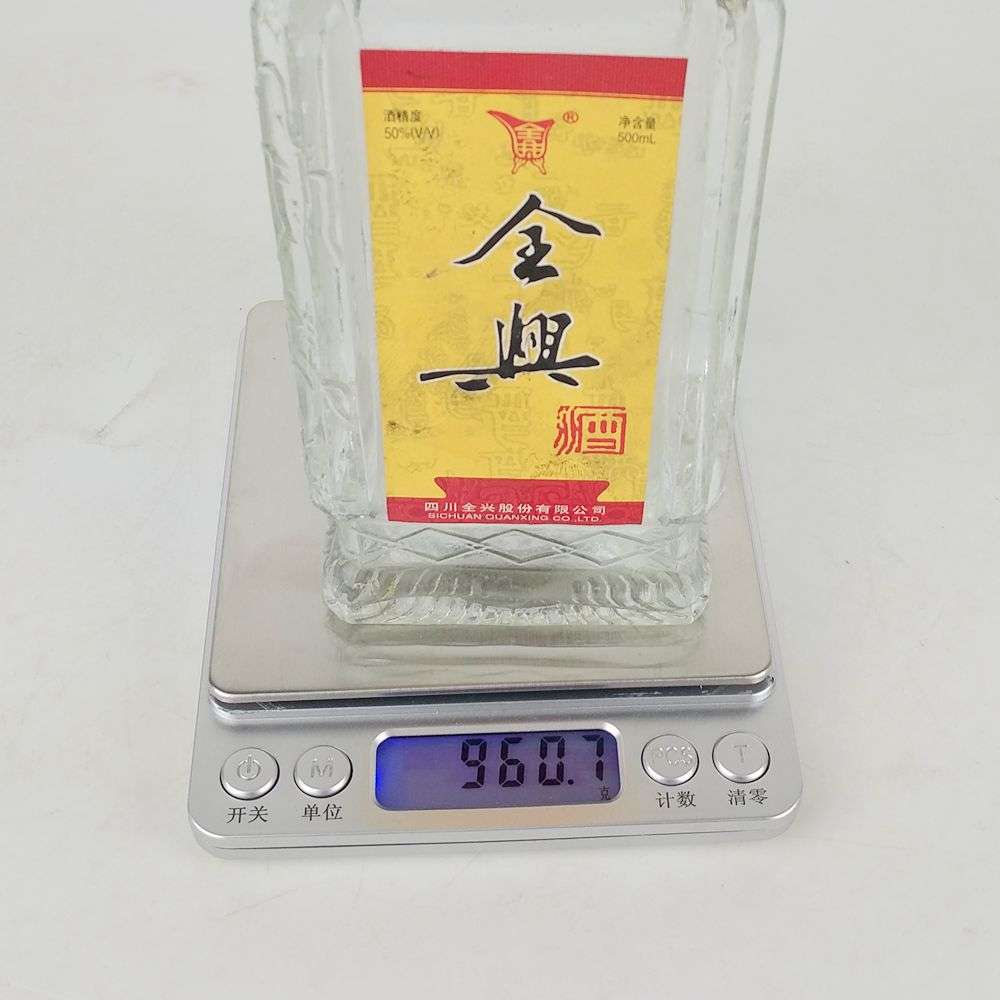 酒精度
50%(V/V)
®
净含量
500mL
全
興
酒
四川全兴股份有限公司
SICHUAN QUANXING CO.,LTD.
960.7
克
M
PCS
T
开关
单位
计数
清零